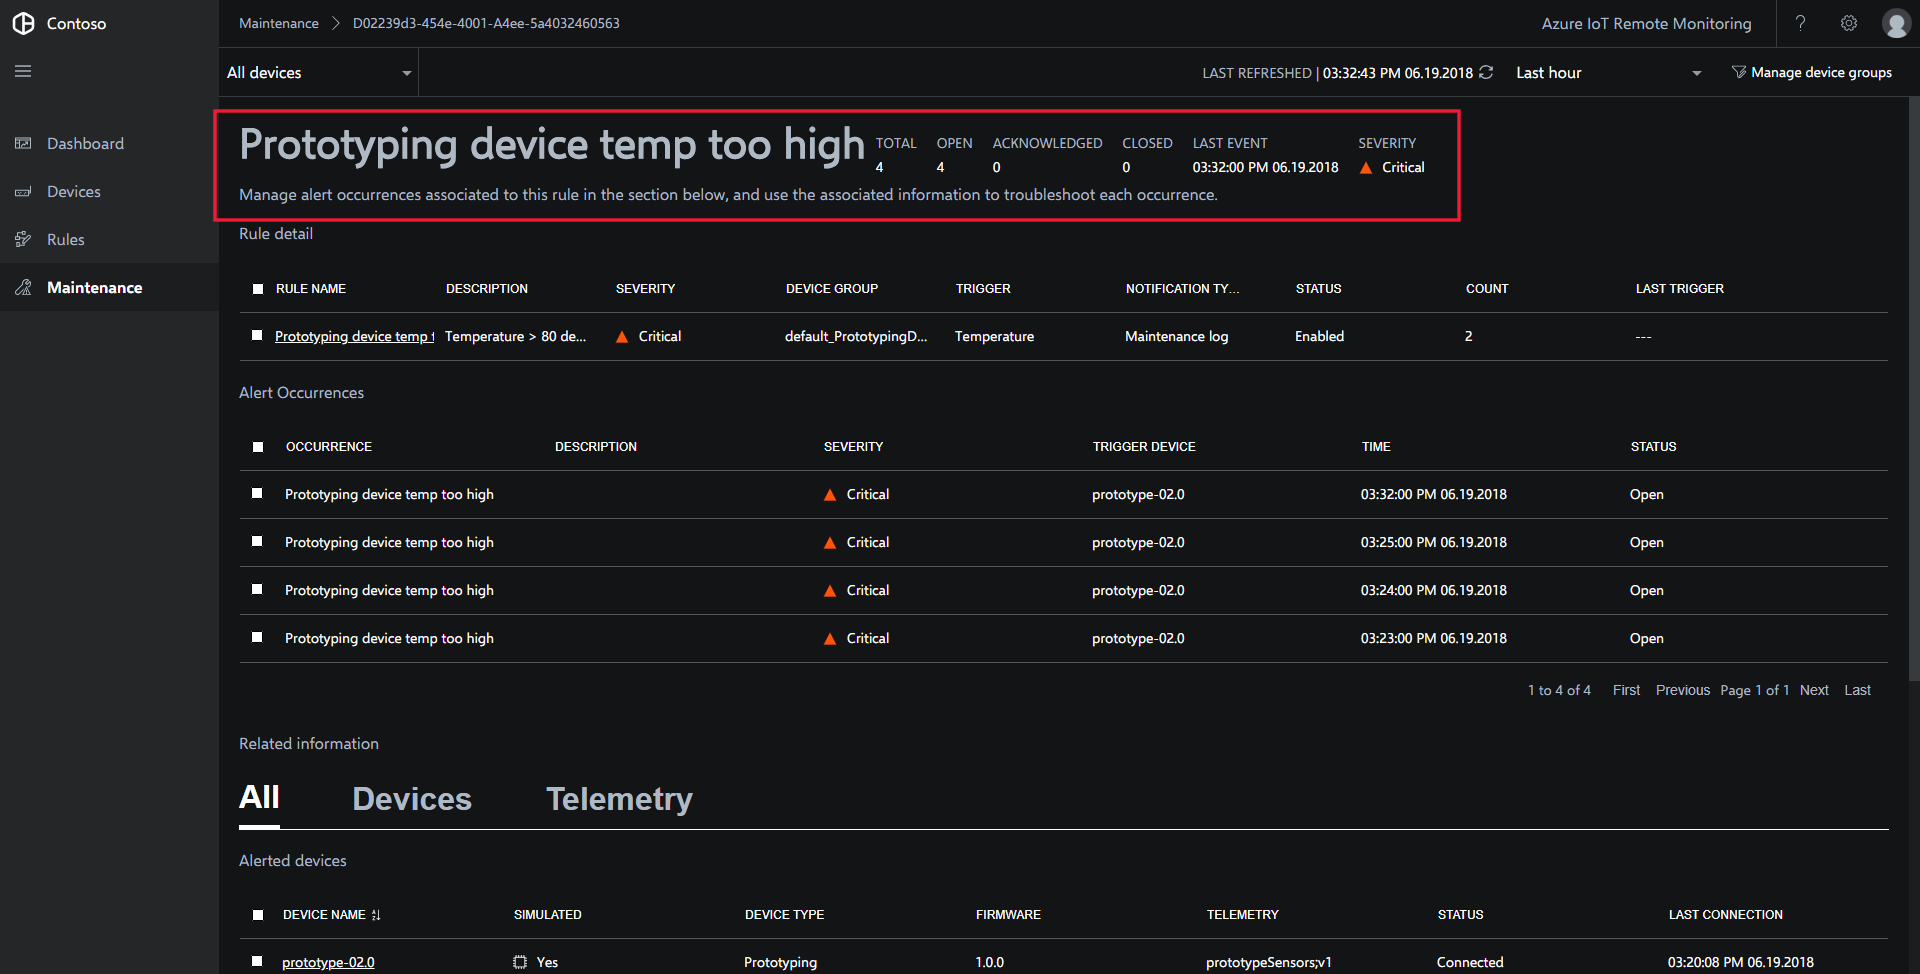 Contoso
Maintenance > D02239d3-454e-4001-A4ee-5a4032460563
Azure IoT Remote Monitoring
?
All devices
LAST REFRESHED | 03:32:43 PM 06.19.2018
Last hour
Manage device groups
Dashboard
Devices
Rules
Maintenance
Prototyping device temp too high
TOTAL OPEN ACKNOWLEDGED CLOSED LAST EVENT SEVERITY
4 4 0 0 03:32:00 PM 06.19.2018 Critical
Manage alert occurrences associated to this rule in the section below, and use the associated information to troubleshoot each occurrence.
Rule detail
RULE NAME DESCRIPTION SEVERITY DEVICE GROUP TRIGGER NOTIFICATION TY... STATUS COUNT LAST TRIGGER
Prototyping device temp t Temperature > 80 de... Critical default_PrototypingD... Temperature Maintenance log Enabled 2 ---
Alert Occurrences
OCCURRENCE DESCRIPTION SEVERITY TRIGGER DEVICE TIME STATUS
Prototyping device temp too high Critical prototype-02.0 03:32:00 PM 06.19.2018 Open
Prototyping device temp too high Critical prototype-02.0 03:25:00 PM 06.19.2018 Open
Prototyping device temp too high Critical prototype-02.0 03:24:00 PM 06.19.2018 Open
Prototyping device temp too high Critical prototype-02.0 03:23:00 PM 06.19.2018 Open
1 to 4 of 4 First Previous Page 1 of 1 Next Last
Related information
All Devices Telemetry
Alerted devices
DEVICE NAME SIMULATED DEVICE TYPE FIRMWARE TELEMETRY STATUS LAST CONNECTION
prototype-02.0 Yes Prototyping 1.0.0 prototypeSensors;v1 Connected 03:20:08 PM 06.19.2018